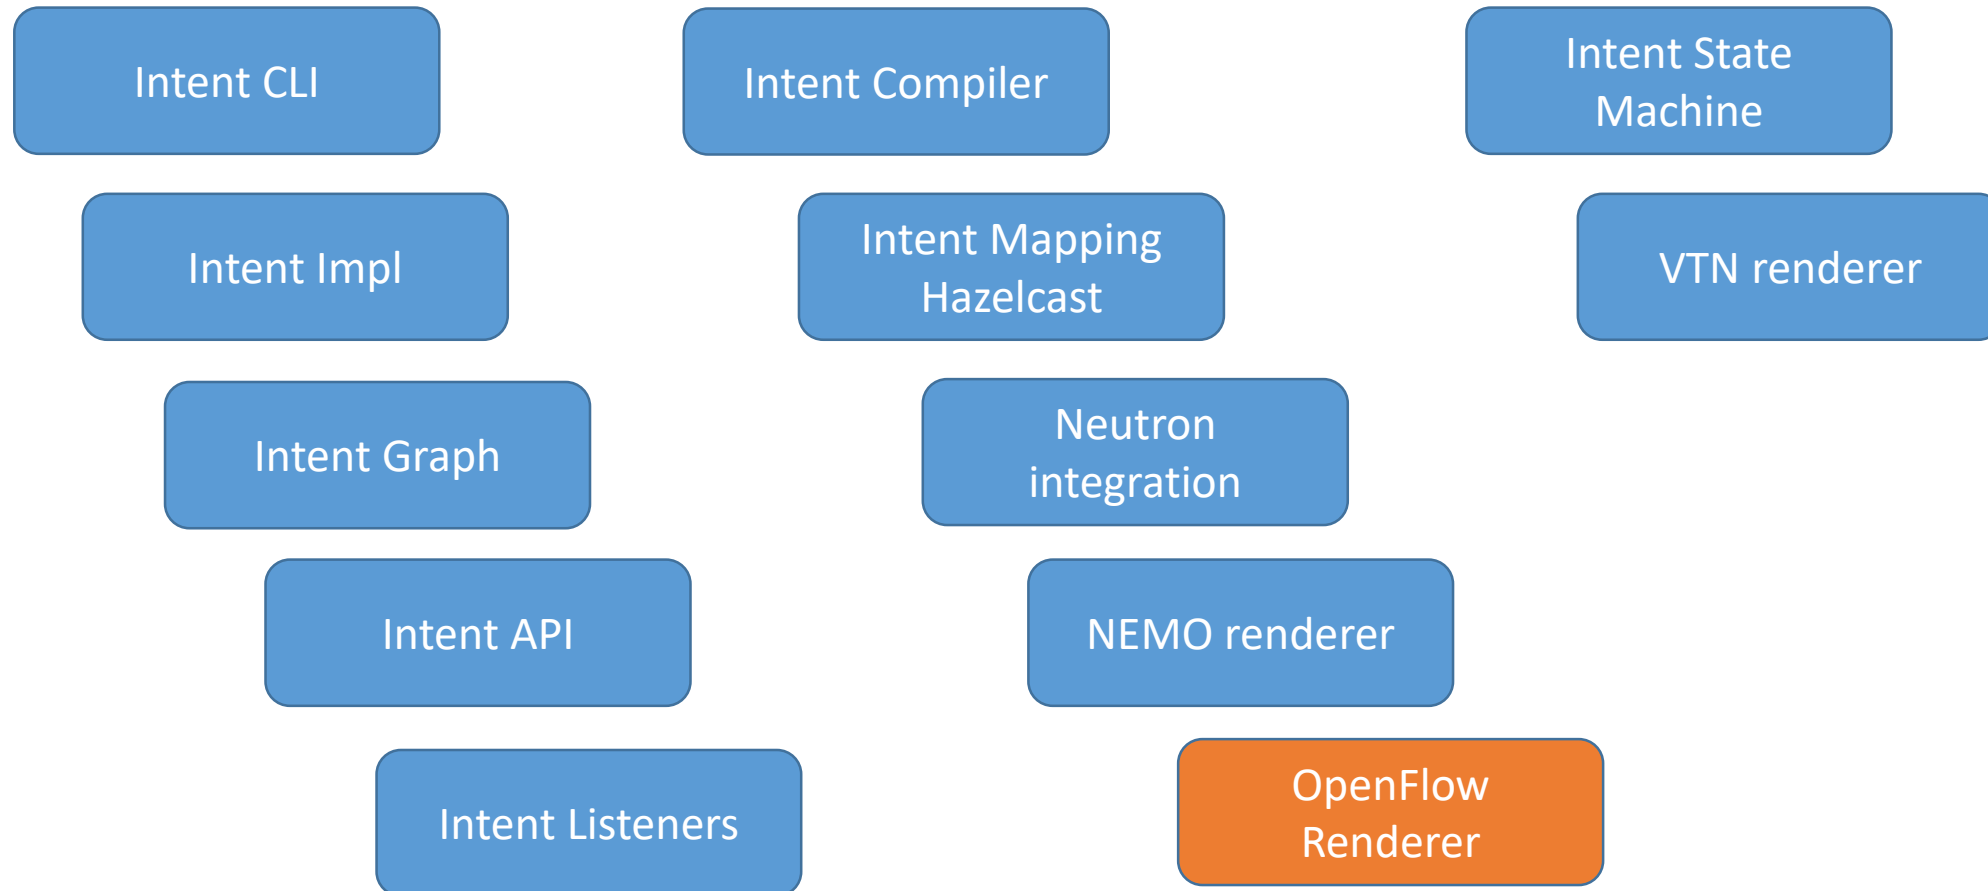 Intent CLI
Intent Impl
Intent Graph
Intent API
Intent Listeners
Intent Compiler
Intent Mapping
Hazelcast
Neutron
integration
NEMO renderer
OpenFlow
Renderer
Intent State
Machine
VTN renderer